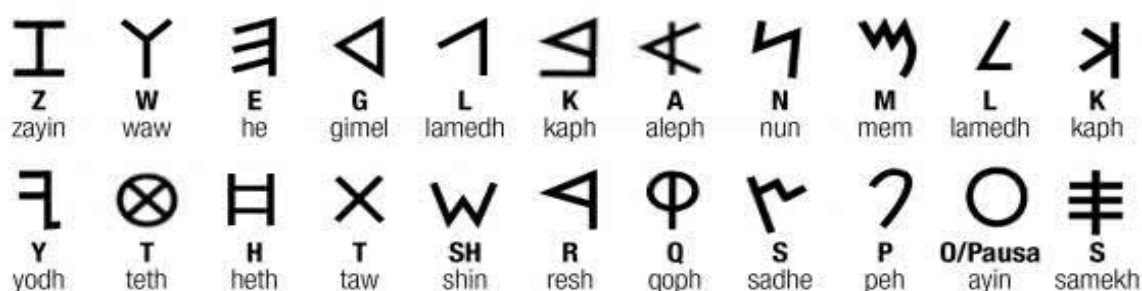 𐤆 𐤅 𐤄 𐤃 𐤂 𐤁 𐤀 𐤍 𐤌 𐤋 𐤊
Z W E G L K A N M L K
zayin waw he gimel lamedh kaph aleph nun mem lamedh kaph
𐤉 𐤈 𐤇 𐤕 𐤔 𐤓 𐤒 𐤑 𐤐 𐤏 𐤎
Y T H T SH R Q S P O/Pausa S
yodh teth heth taw shin resh qoph sadhe peh ayin samekh